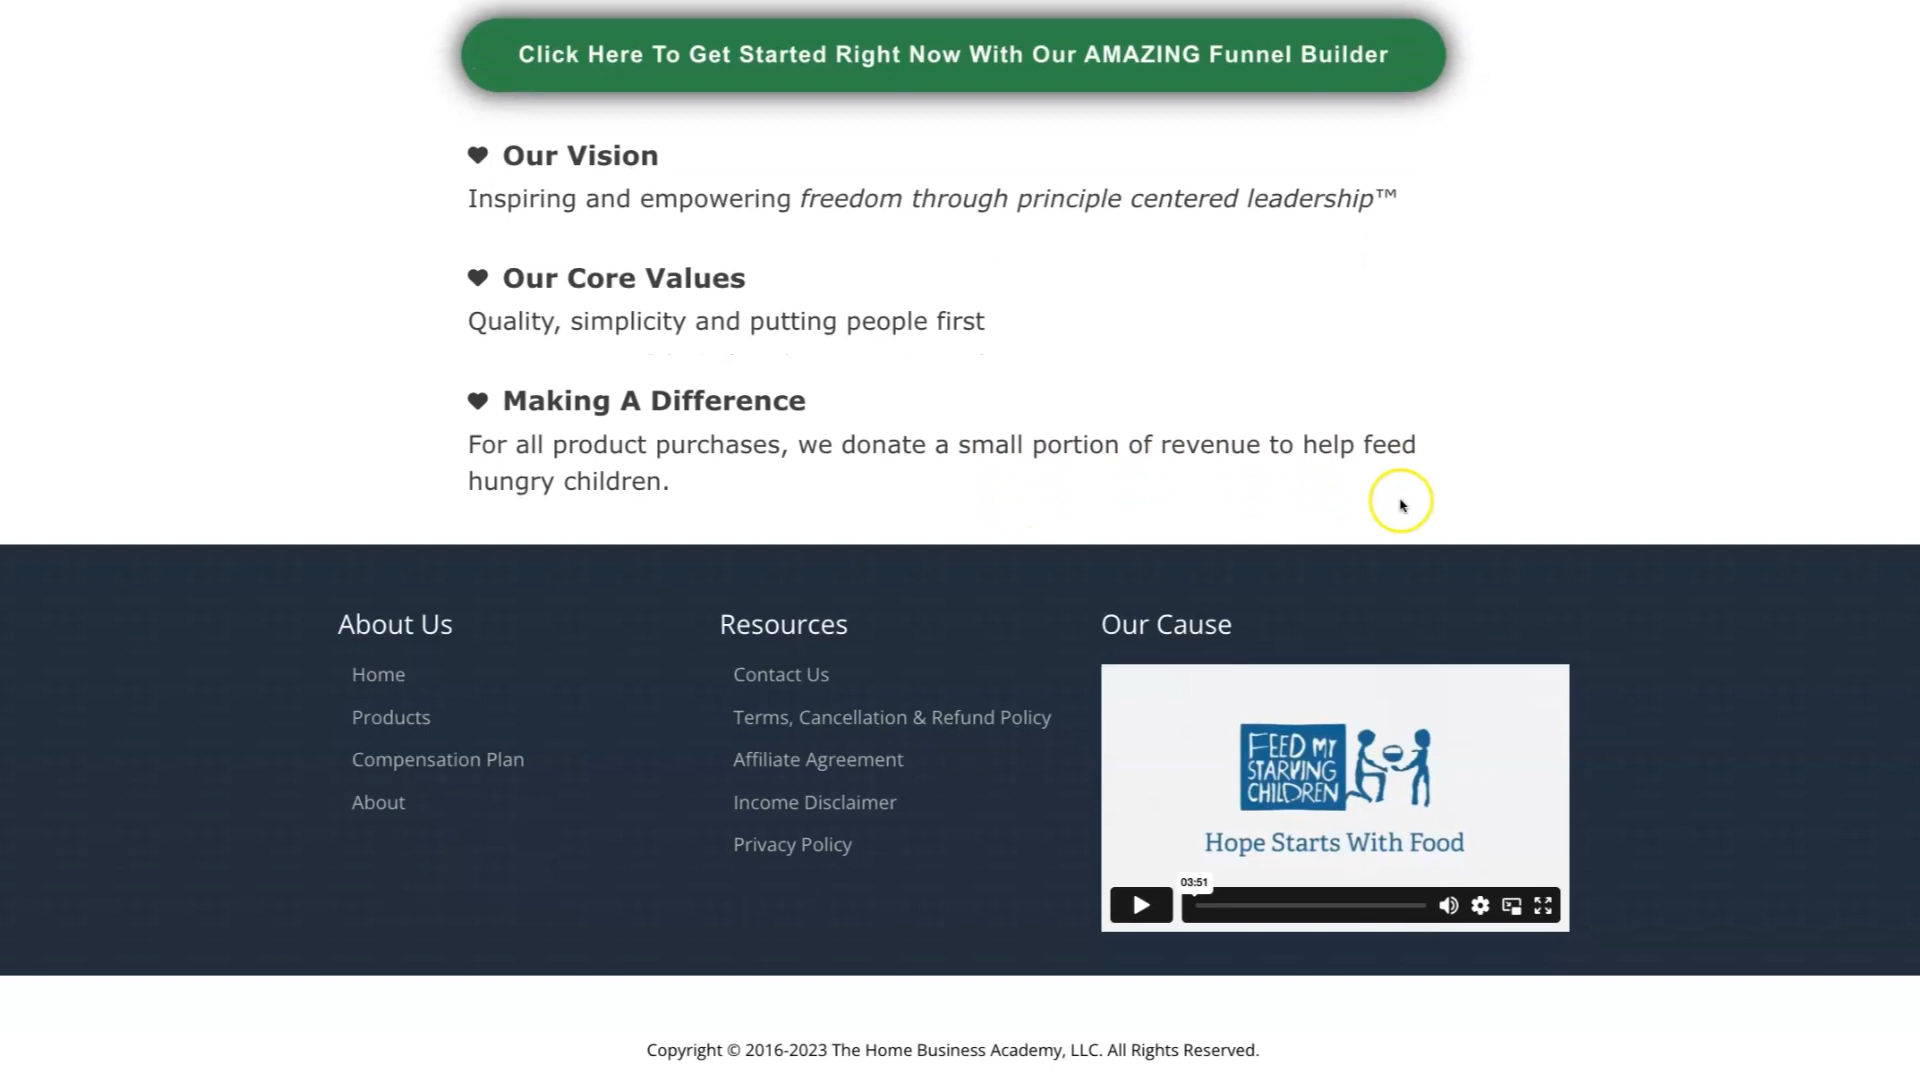 Click Here To Get Started Right Now With Our AMAZING Funnel Builder
Our Vision
Inspiring and empowering freedom through principle centered leadership™
Our Core Values
Quality, simplicity and putting people first
Making A Difference
For all product purchases, we donate a small portion of revenue to help feed
hungry children.
About Us
Home
Products
Compensation Plan
About
Resources
Contact Us
Terms, Cancellation & Refund Policy
Affiliate Agreement
Income Disclaimer
Privacy Policy
Our Cause
FEED MY
STARVING
CHILDREN
Hope Starts With Food
03:51
Copyright © 2016-2023 The Home Business Academy, LLC. All Rights Reserved.